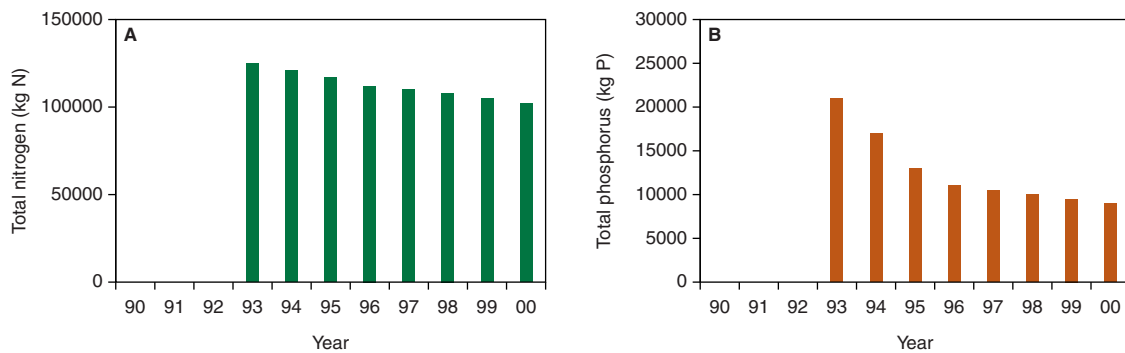 A
Total nitrogen (kg N)
150000
100000
50000
0
90 91 92 93 94 95 96 97 98 99 00
Year
B
Total phosphorus (kg P)
30000
25000
20000
15000
10000
5000
0
90 91 92 93 94 95 96 97 98 99 00
Year